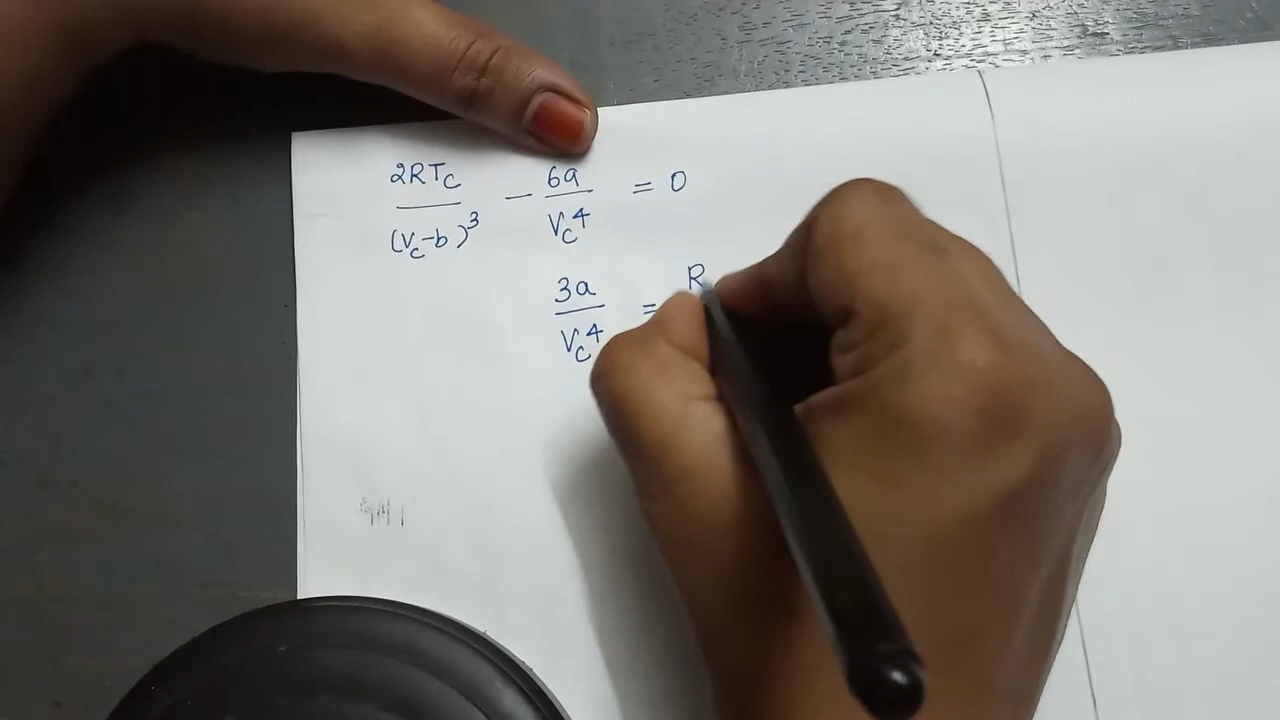 2RTc / (Vc-b)³ - 6a / Vc⁴ = 0
3a / Vc⁴ = R